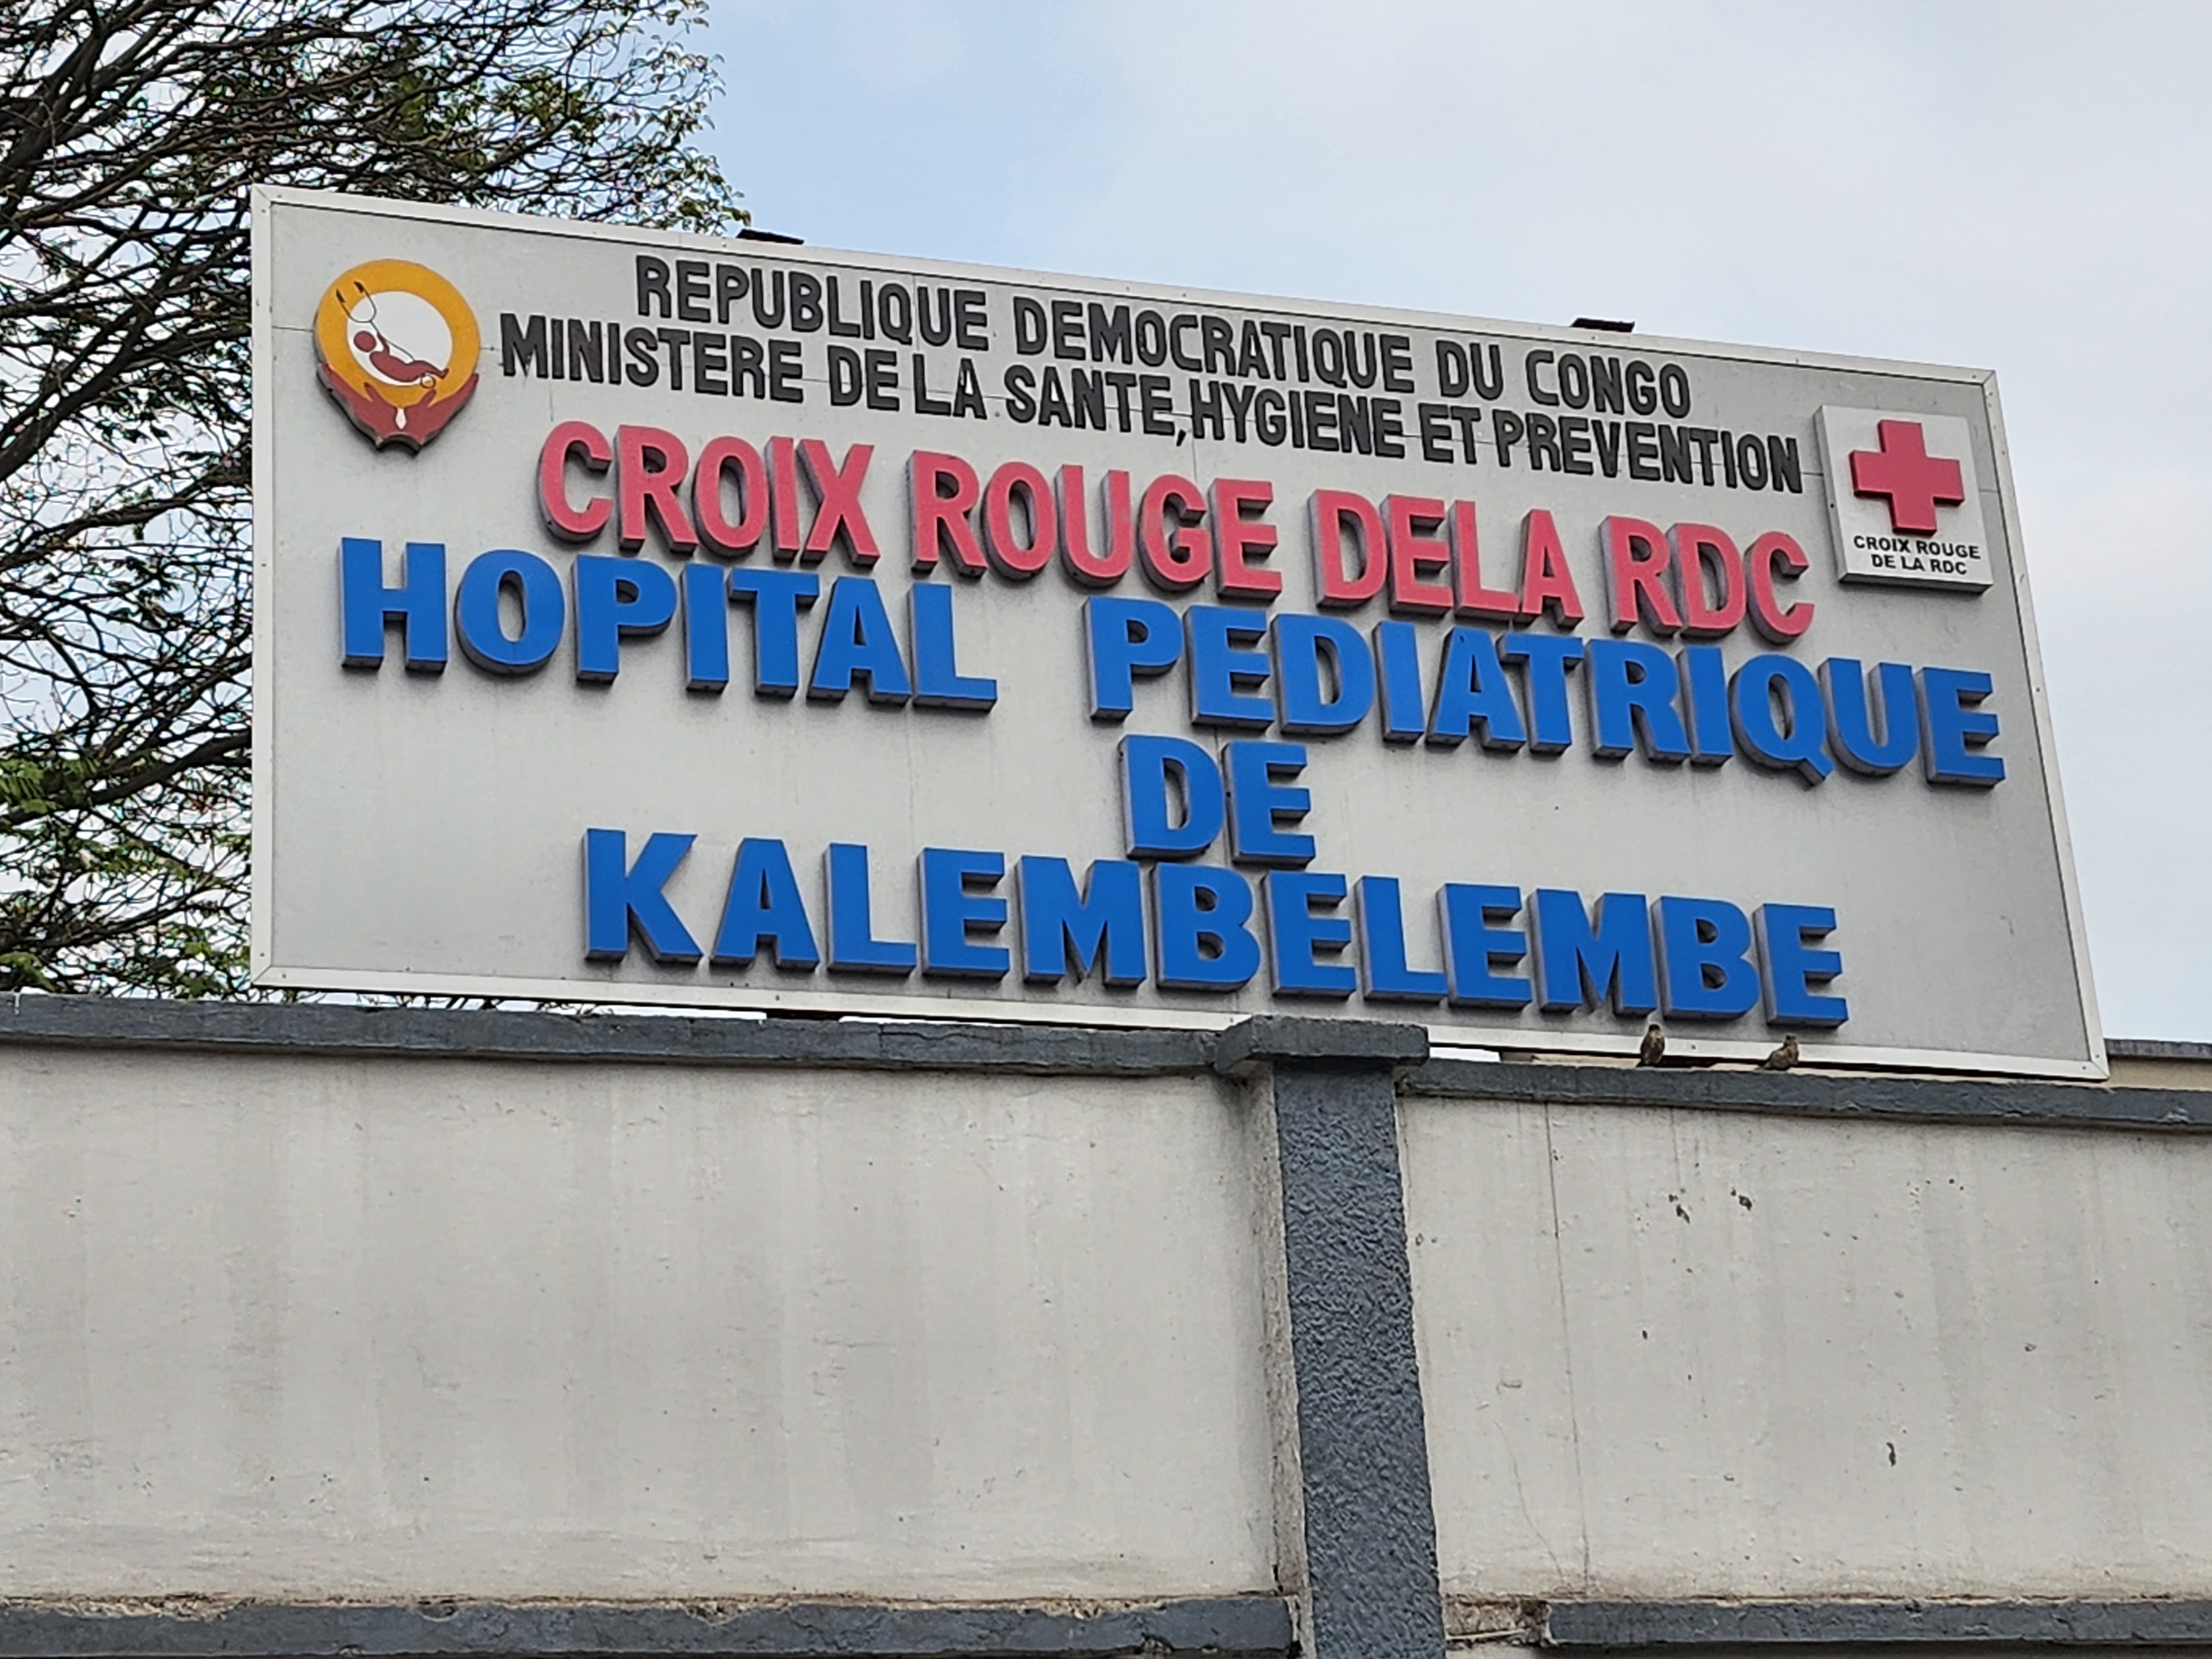 REPUBLIQUE DEMOCRATIQUE DU CONGO
MINISTERE DE LA SANTE, HYGIENE ET PREVENTION
CROIX ROUGE DELA RDC
CROIX ROUGE
DE LA RDC
HOPITAL PEDIATRIQUE
DE
KALEMBELEMBE